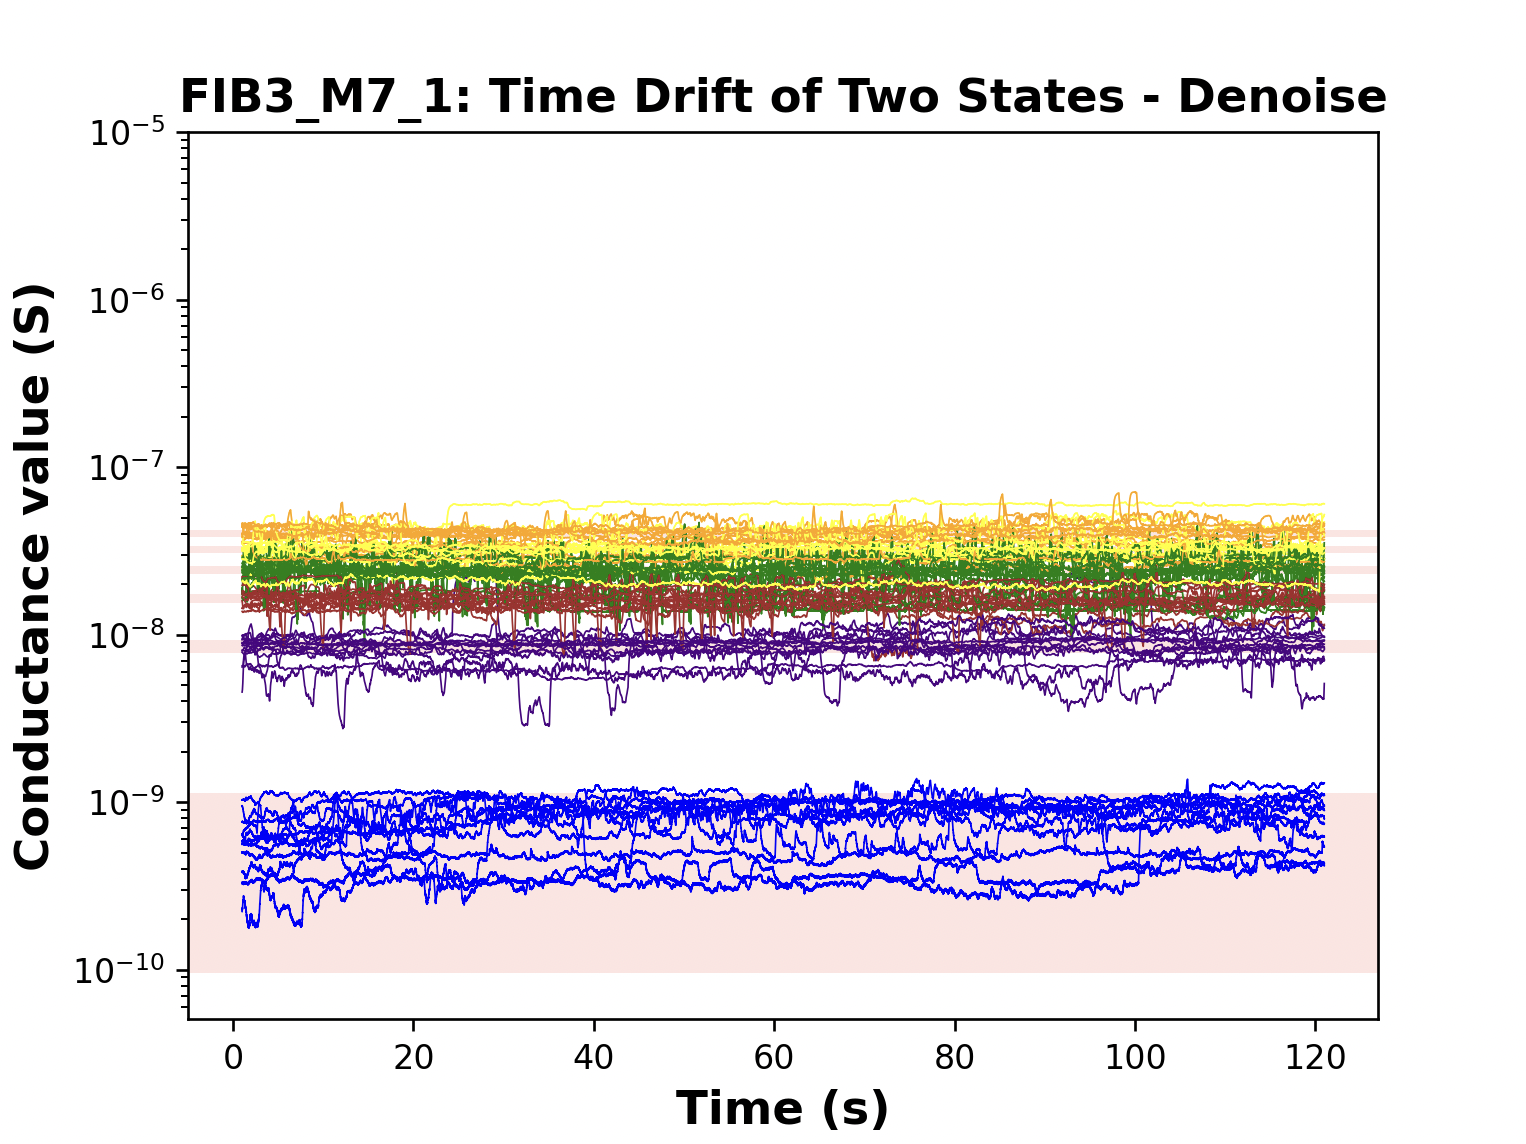 FIB3_M7_1: Time Drift of Two States - Denoise
10⁻⁵
10⁻⁶
10⁻⁷
10⁻⁸
10⁻⁹
10⁻¹⁰
Conductance value (S)
0 20 40 60 80 100 120
Time (s)